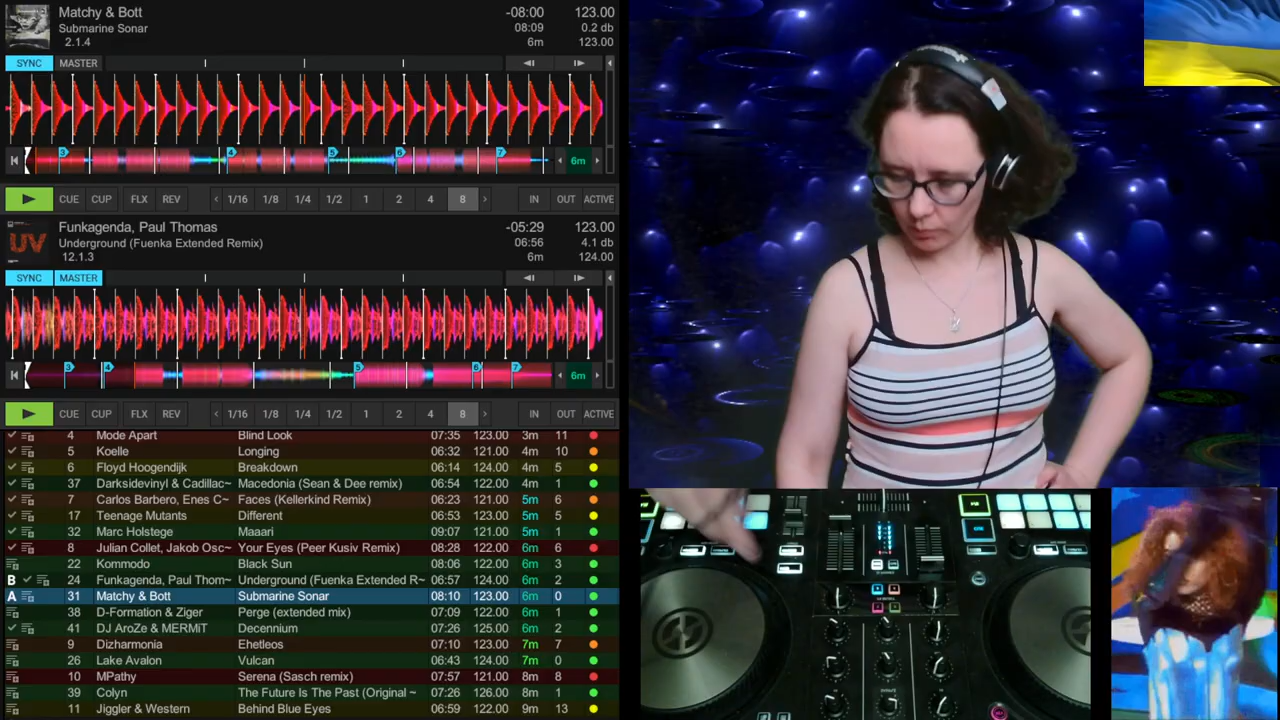 Matchy & Bott -08:00 123.00
Submarine Sonar 08:09 0.2 db
2.1.4 6m 123.00
SYNC MASTER
3 4 5 6 7 6m
CUE CUP FLX REV 1/16 1/8 1/4 1/2 1 2 4 8 IN OUT ACTIVE
UV Funkagenda, Paul Thomas -05:29 123.00
Underground (Fuenka Extended Remix) 06:56 4.1 db
12.1.3 6m 124.00
SYNC MASTER
3 4 5 6 7 6m
CUE CUP FLX REV 1/16 1/8 1/4 1/2 1 2 4 8 IN OUT ACTIVE
4 Mode Apart Blind Look 07:35 123.00 3m 11
5 Koelle Longing 06:32 121.00 4m 10
6 Floyd Hoogendijk Breakdown 06:14 124.00 4m 5
37 Darksidevinyl & Cadillac~ Macedonia (Sean & Dee remix) 06:54 122.00 4m 1
7 Carlos Barbero, Enes C~ Faces (Kellerkind Remix) 06:23 121.00 5m 6
17 Teenage Mutants Different 06:53 123.00 5m 5
32 Marc Holstege Maaari 09:07 121.00 5m 1
8 Julian Collet, Jakob Osc~ Your Eyes (Peer Kusiv Remix) 08:28 122.00 6m 6
22 Kommodo Black Sun 08:06 122.00 6m 3
B 24 Funkagenda, Paul Thom~ Underground (Fuenka Extended R~ 06:57 124.00 6m 2
A 31 Matchy & Bott Submarine Sonar 08:10 123.00 6m 0
38 D-Formation & Ziger Perge (extended mix) 07:09 122.00 6m 1
41 DJ AroZe & MERMiT Decennium 07:26 125.00 6m 2
9 Dizharmonia Ehetleos 07:10 123.00 7m 7
26 Lake Avalon Vulcan 06:43 124.00 7m 0
10 MPathy Serena (Sasch remix) 07:57 121.00 8m 8
39 Colyn The Future Is The Past (Original ~ 07:26 126.00 8m 1
11 Jiggler & Western Behind Blue Eyes 06:59 122.00 9m 13